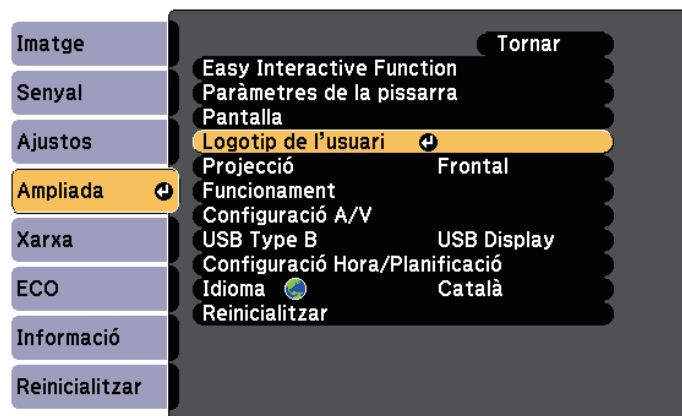 Imatge
Senyal
Ajustos
Ampliada
Xarxa
ECO
Informació
Reinicialitzar
Tornar
Easy Interactive Function
Paràmetres de la pissarra
Pantalla
Logotip de l'usuari
Projecció Frontal
Funcionament
Configuració A/V
USB Type B USB Display
Configuració Hora/Planificació
Idioma Català
Reinicialitzar